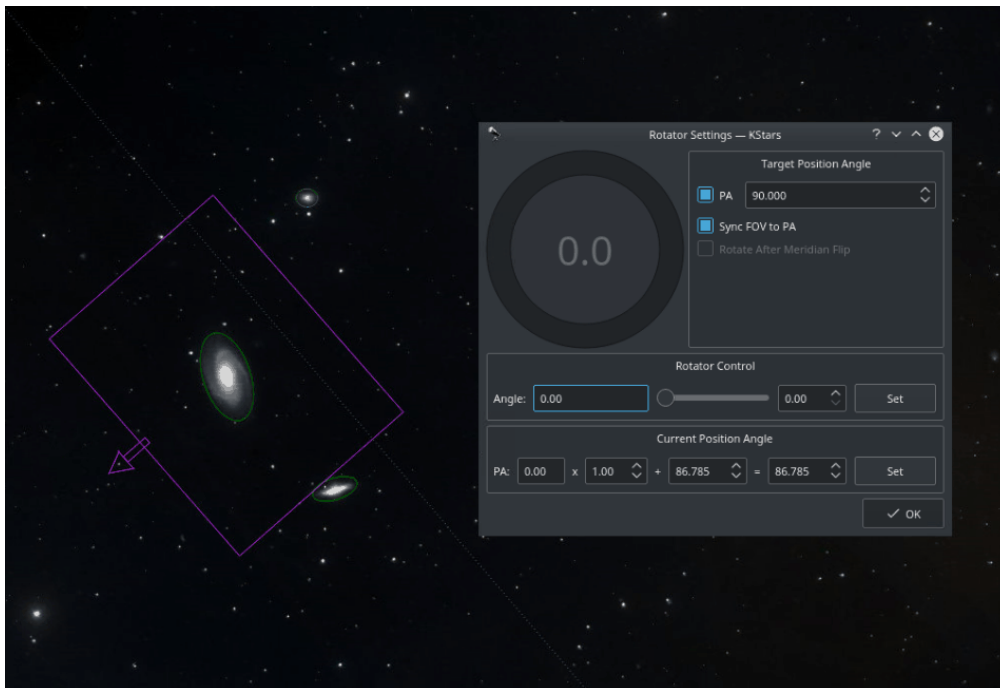 Rotator Settings — KStars
?
0.0
Target Position Angle
PA 90.000
Sync FOV to PA
Rotate After Meridian Flip
Rotator Control
Angle: 0.00 0.00 Set
Current Position Angle
PA: 0.00 x 1.00 + 86.785 = 86.785 Set
OK